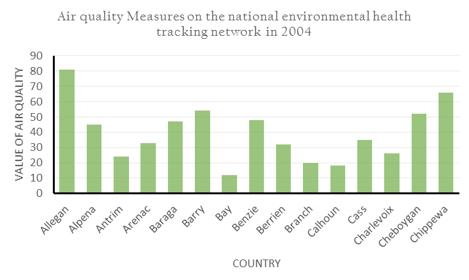 Air quality Measures on the national environmental health
tracking network in 2004
VALUE OF AIR QUALITY
90
80
70
60
50
40
30
20
10
0
Allegan
Alpena
Antrim
Arenac
Baraga
Barry
Bay
Benzie
Berrien
Branch
Calhoun
Cass
Charlevoix
Cheboygan
Chippewa
COUNTRY